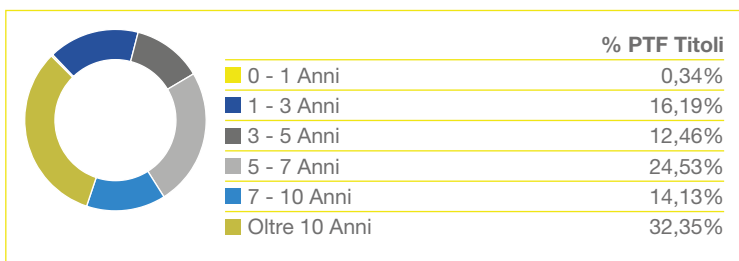 % PTF Titoli
0 - 1 Anni 0,34%
1 - 3 Anni 16,19%
3 - 5 Anni 12,46%
5 - 7 Anni 24,53%
7 - 10 Anni 14,13%
Oltre 10 Anni 32,35%